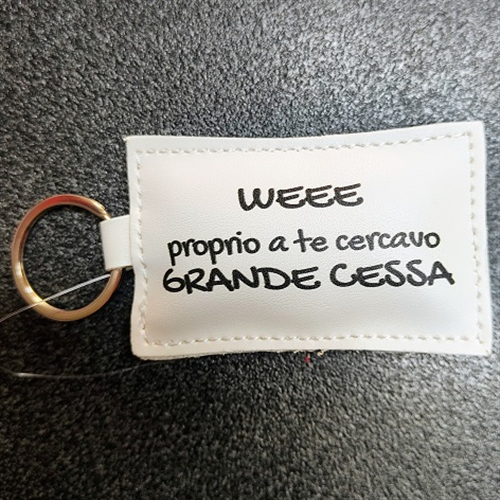 WEEE
proprio a te cercavo
GRANDE CESSA